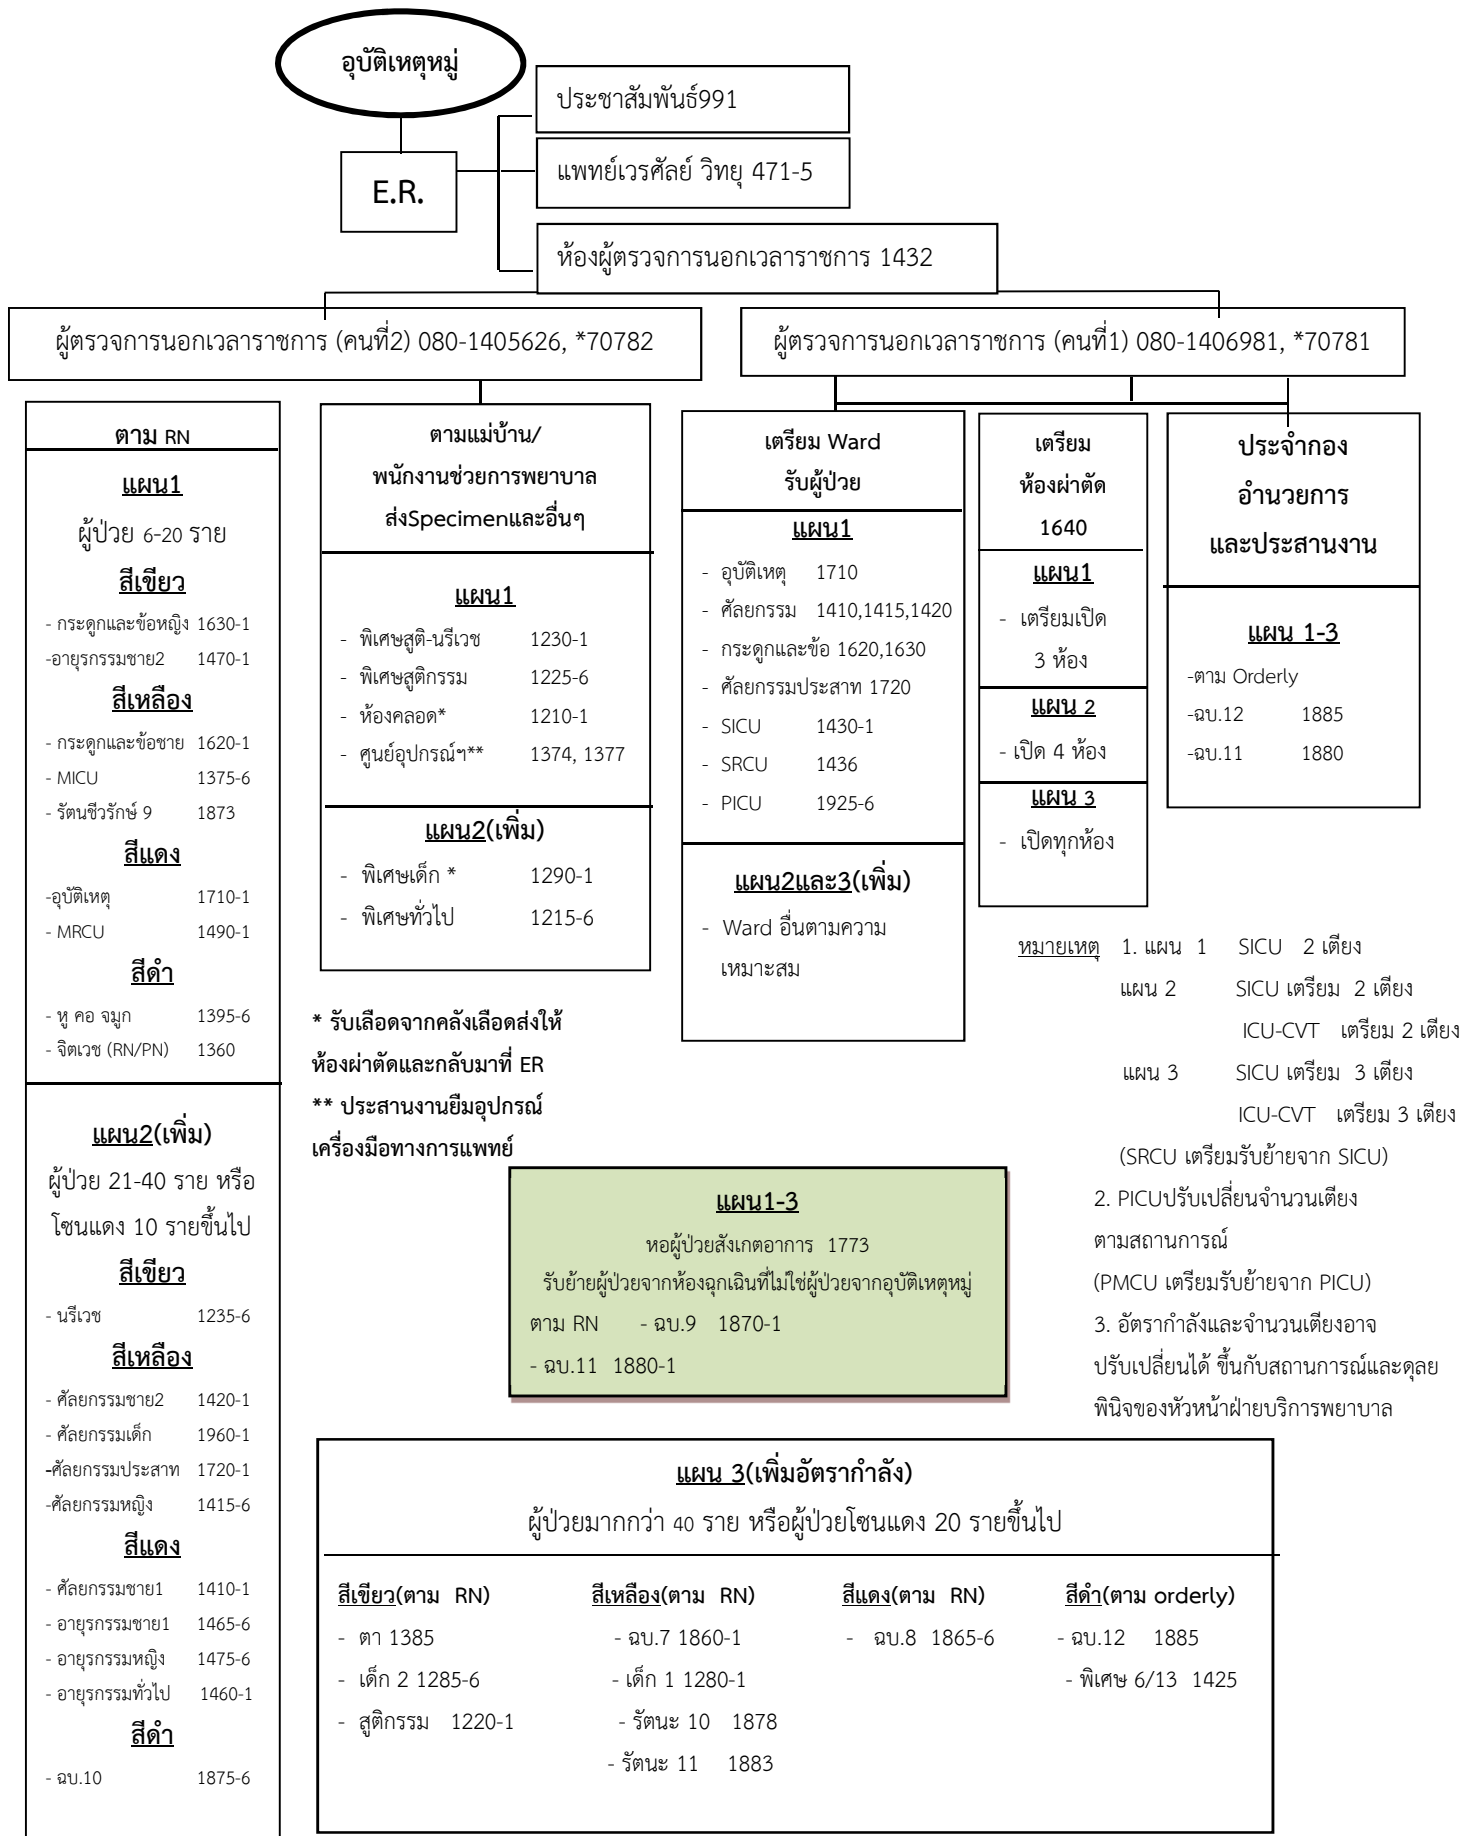 อุบัติเหตุหมู่
ประชาสัมพันธ์991
แพทย์เวรศัลย์ วิทยุ 471-5
E.R.
ห้องผู้ตรวจการนอกเวลาราชการ 1432
ผู้ตรวจการนอกเวลาราชการ (คนที่2) 080-1405626, *70782
ผู้ตรวจการนอกเวลาราชการ (คนที่1) 080-1406981, *70781
ตาม RN
แผน1
ผู้ป่วย 6-20 ราย
สีเขียว
- กระดูกและข้อหญิง 1630-1
-อายุรกรรมชาย2 1470-1
สีเหลือง
- กระดูกและข้อชาย 1620-1
- MICU 1375-6
- รัตนชีวรักษ์ 9 1873
สีแดง
-อุบัติเหตุ 1710-1
- MRCU 1490-1
สีดำ
- หู คอ จมูก 1395-6
- จิตเวช (RN/PN) 1360
แผน2(เพิ่ม)
ผู้ป่วย 21-40 ราย หรือ
โซนแดง 10 รายขึ้นไป
สีเขียว
- นรีเวช 1235-6
สีเหลือง
- ศัลยกรรมชาย2 1420-1
- ศัลยกรรมเด็ก 1960-1
-ศัลยกรรมประสาท 1720-1
-ศัลยกรรมหญิง 1415-6
สีแดง
- ศัลยกรรมชาย1 1410-1
- อายุรกรรมชาย1 1465-6
- อายุรกรรมหญิง 1475-6
- อายุรกรรมทั่วไป 1460-1
สีดำ
- ฉบ.10 1875-6
ตามแม่บ้าน/
พนักงานช่วยการพยาบาล
ส่งSpecimenและอื่นๆ
แผน1
- พิเศษสูติ-นรีเวช 1230-1
- พิเศษสูติกรรม 1225-6
- ห้องคลอด* 1210-1
- ศูนย์อุปกรณ์ฯ** 1374, 1377
แผน2(เพิ่ม)
- พิเศษเด็ก * 1290-1
- พิเศษทั่วไป 1215-6
* รับเลือดจากคลังเลือดส่งให้
ห้องผ่าตัดและกลับมาที่ ER
** ประสานงานยืมอุปกรณ์
เครื่องมือทางการแพทย์
เตรียม Ward
รับผู้ป่วย
แผน1
- อุบัติเหตุ 1710
- ศัลยกรรม 1410,1415,1420
- กระดูกและข้อ 1620,1630
- ศัลยกรรมประสาท 1720
- SICU 1430-1
- SRCU 1436
- PICU 1925-6
แผน2และ3(เพิ่ม)
- Ward อื่นตามความ
เหมาะสม
เตรียม
ห้องผ่าตัด
1640
แผน1
- เตรียมเปิด
3 ห้อง
แผน 2
- เปิด 4 ห้อง
แผน 3
- เปิดทุกห้อง
ประจำกอง
อำนวยการ
และประสานงาน
แผน 1-3
-ตาม Orderly
-ฉบ.12 1885
-ฉบ.11 1880
หมายเหตุ 1. แผน 1 SICU 2 เตียง
แผน 2 SICU เตรียม 2 เตียง
ICU-CVT เตรียม 2 เตียง
แผน 3 SICU เตรียม 3 เตียง
ICU-CVT เตรียม 3 เตียง
(SRCU เตรียมรับย้ายจาก SICU)
2. PICUปรับเปลี่ยนจำนวนเตียง
ตามสถานการณ์
(PMCU เตรียมรับย้ายจาก PICU)
3. อัตรากำลังและจำนวนเตียงอาจ
ปรับเปลี่ยนได้ ขึ้นกับสถานการณ์และดุลย
พินิจของหัวหน้าฝ่ายบริการพยาบาล
แผน1-3
หอผู้ป่วยสังเกตอาการ 1773
รับย้ายผู้ป่วยจากห้องฉุกเฉินที่ไม่ใช่ผู้ป่วยจากอุบัติเหตุหมู่
ตาม RN - ฉบ.9 1870-1
- ฉบ.11 1880-1
แผน 3(เพิ่มอัตรากำลัง)
ผู้ป่วยมากกว่า 40 ราย หรือผู้ป่วยโซนแดง 20 รายขึ้นไป
สีเขียว(ตาม RN)
- ตา 1385
- เด็ก 2 1285-6
- สูติกรรม 1220-1
สีเหลือง(ตาม RN)
- ฉบ.7 1860-1
- เด็ก 1 1280-1
- รัตนะ 10 1878
- รัตนะ 11 1883
สีแดง(ตาม RN)
- ฉบ.8 1865-6
สีดำ(ตาม orderly)
- ฉบ.12 1885
- พิเศษ 6/13 1425